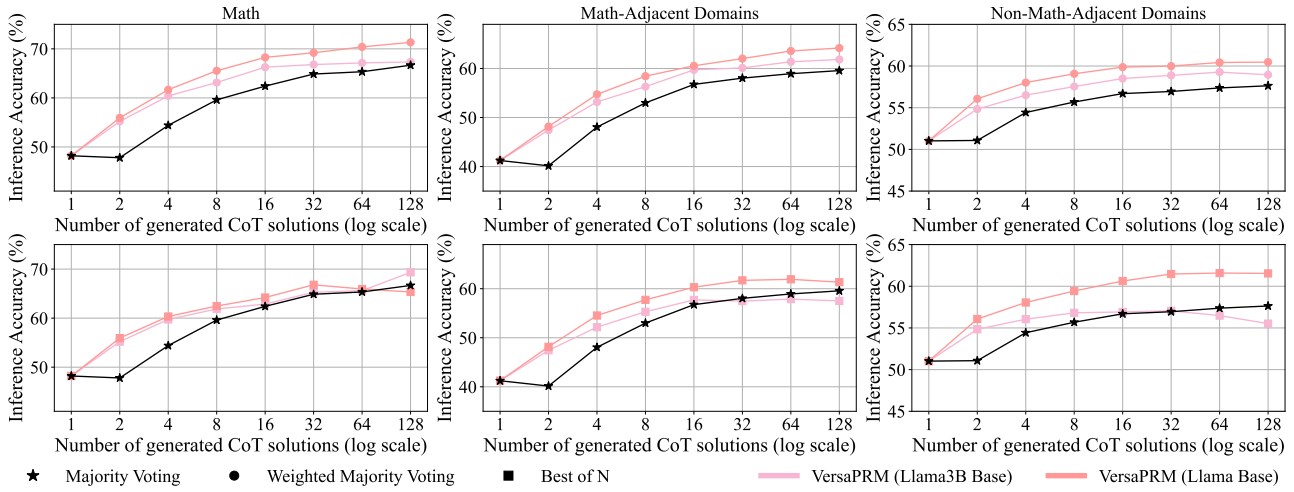 Math
Math-Adjacent Domains
Non-Math-Adjacent Domains
Inference Accuracy (%)
70
60
50
1 2 4 8 16 32 64 128
Number of generated CoT solutions (log scale)
Inference Accuracy (%)
60
50
40
1 2 4 8 16 32 64 128
Number of generated CoT solutions (log scale)
Inference Accuracy (%)
65
60
55
50
45
1 2 4 8 16 32 64 128
Number of generated CoT solutions (log scale)
Inference Accuracy (%)
70
60
50
1 2 4 8 16 32 64 128
Number of generated CoT solutions (log scale)
Inference Accuracy (%)
60
50
40
1 2 4 8 16 32 64 128
Number of generated CoT solutions (log scale)
Inference Accuracy (%)
65
60
55
50
45
1 2 4 8 16 32 64 128
Number of generated CoT solutions (log scale)
Majority Voting
Weighted Majority Voting
Best of N
VersaPRM (Llama3B Base)
VersaPRM (Llama Base)